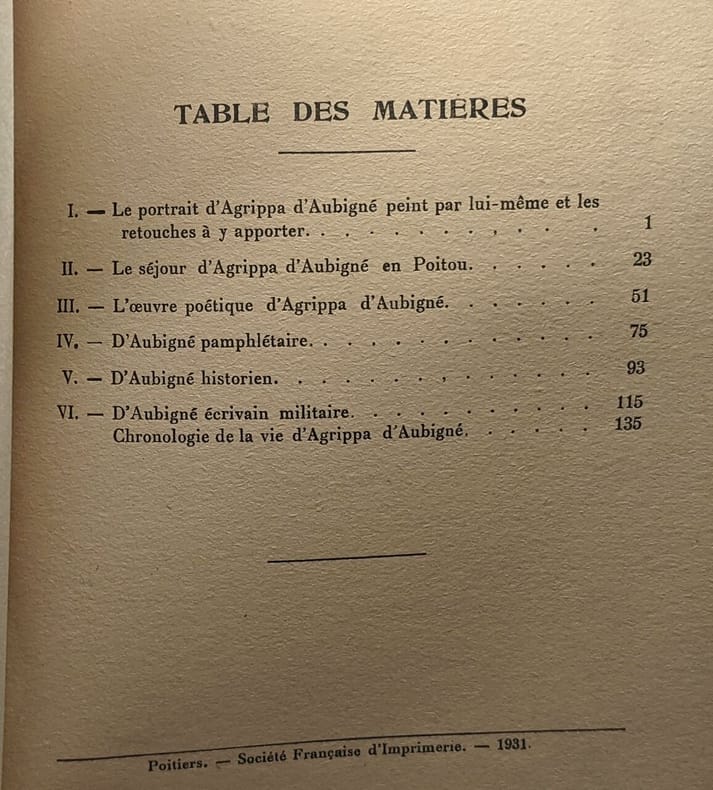 TABLE DES MATIÈRES
I. — Le portrait d'Agrippa d'Aubigné peint par lui-même et les
retouches à y apporter. . . . . . . . , . . . 1
II. — Le séjour d'Agrippa d'Aubigné en Poitou. . . . . . 23
III. — L'œuvre poétique d'Agrippa d'Aubigné. . . . . . . 51
IV. — D'Aubigné pamphlétaire. . . . . . . . . . . . 75
V. — D'Aubigné historien. . . . . . . , . . . . . . 93
VI. — D'Aubigné écrivain militaire. . . . . . . . . . . 115
Chronologie de la vie d'Agrippa d'Aubigné. . . . . . . 135
Poitiers. — Société Française d'Imprimerie. — 1931.